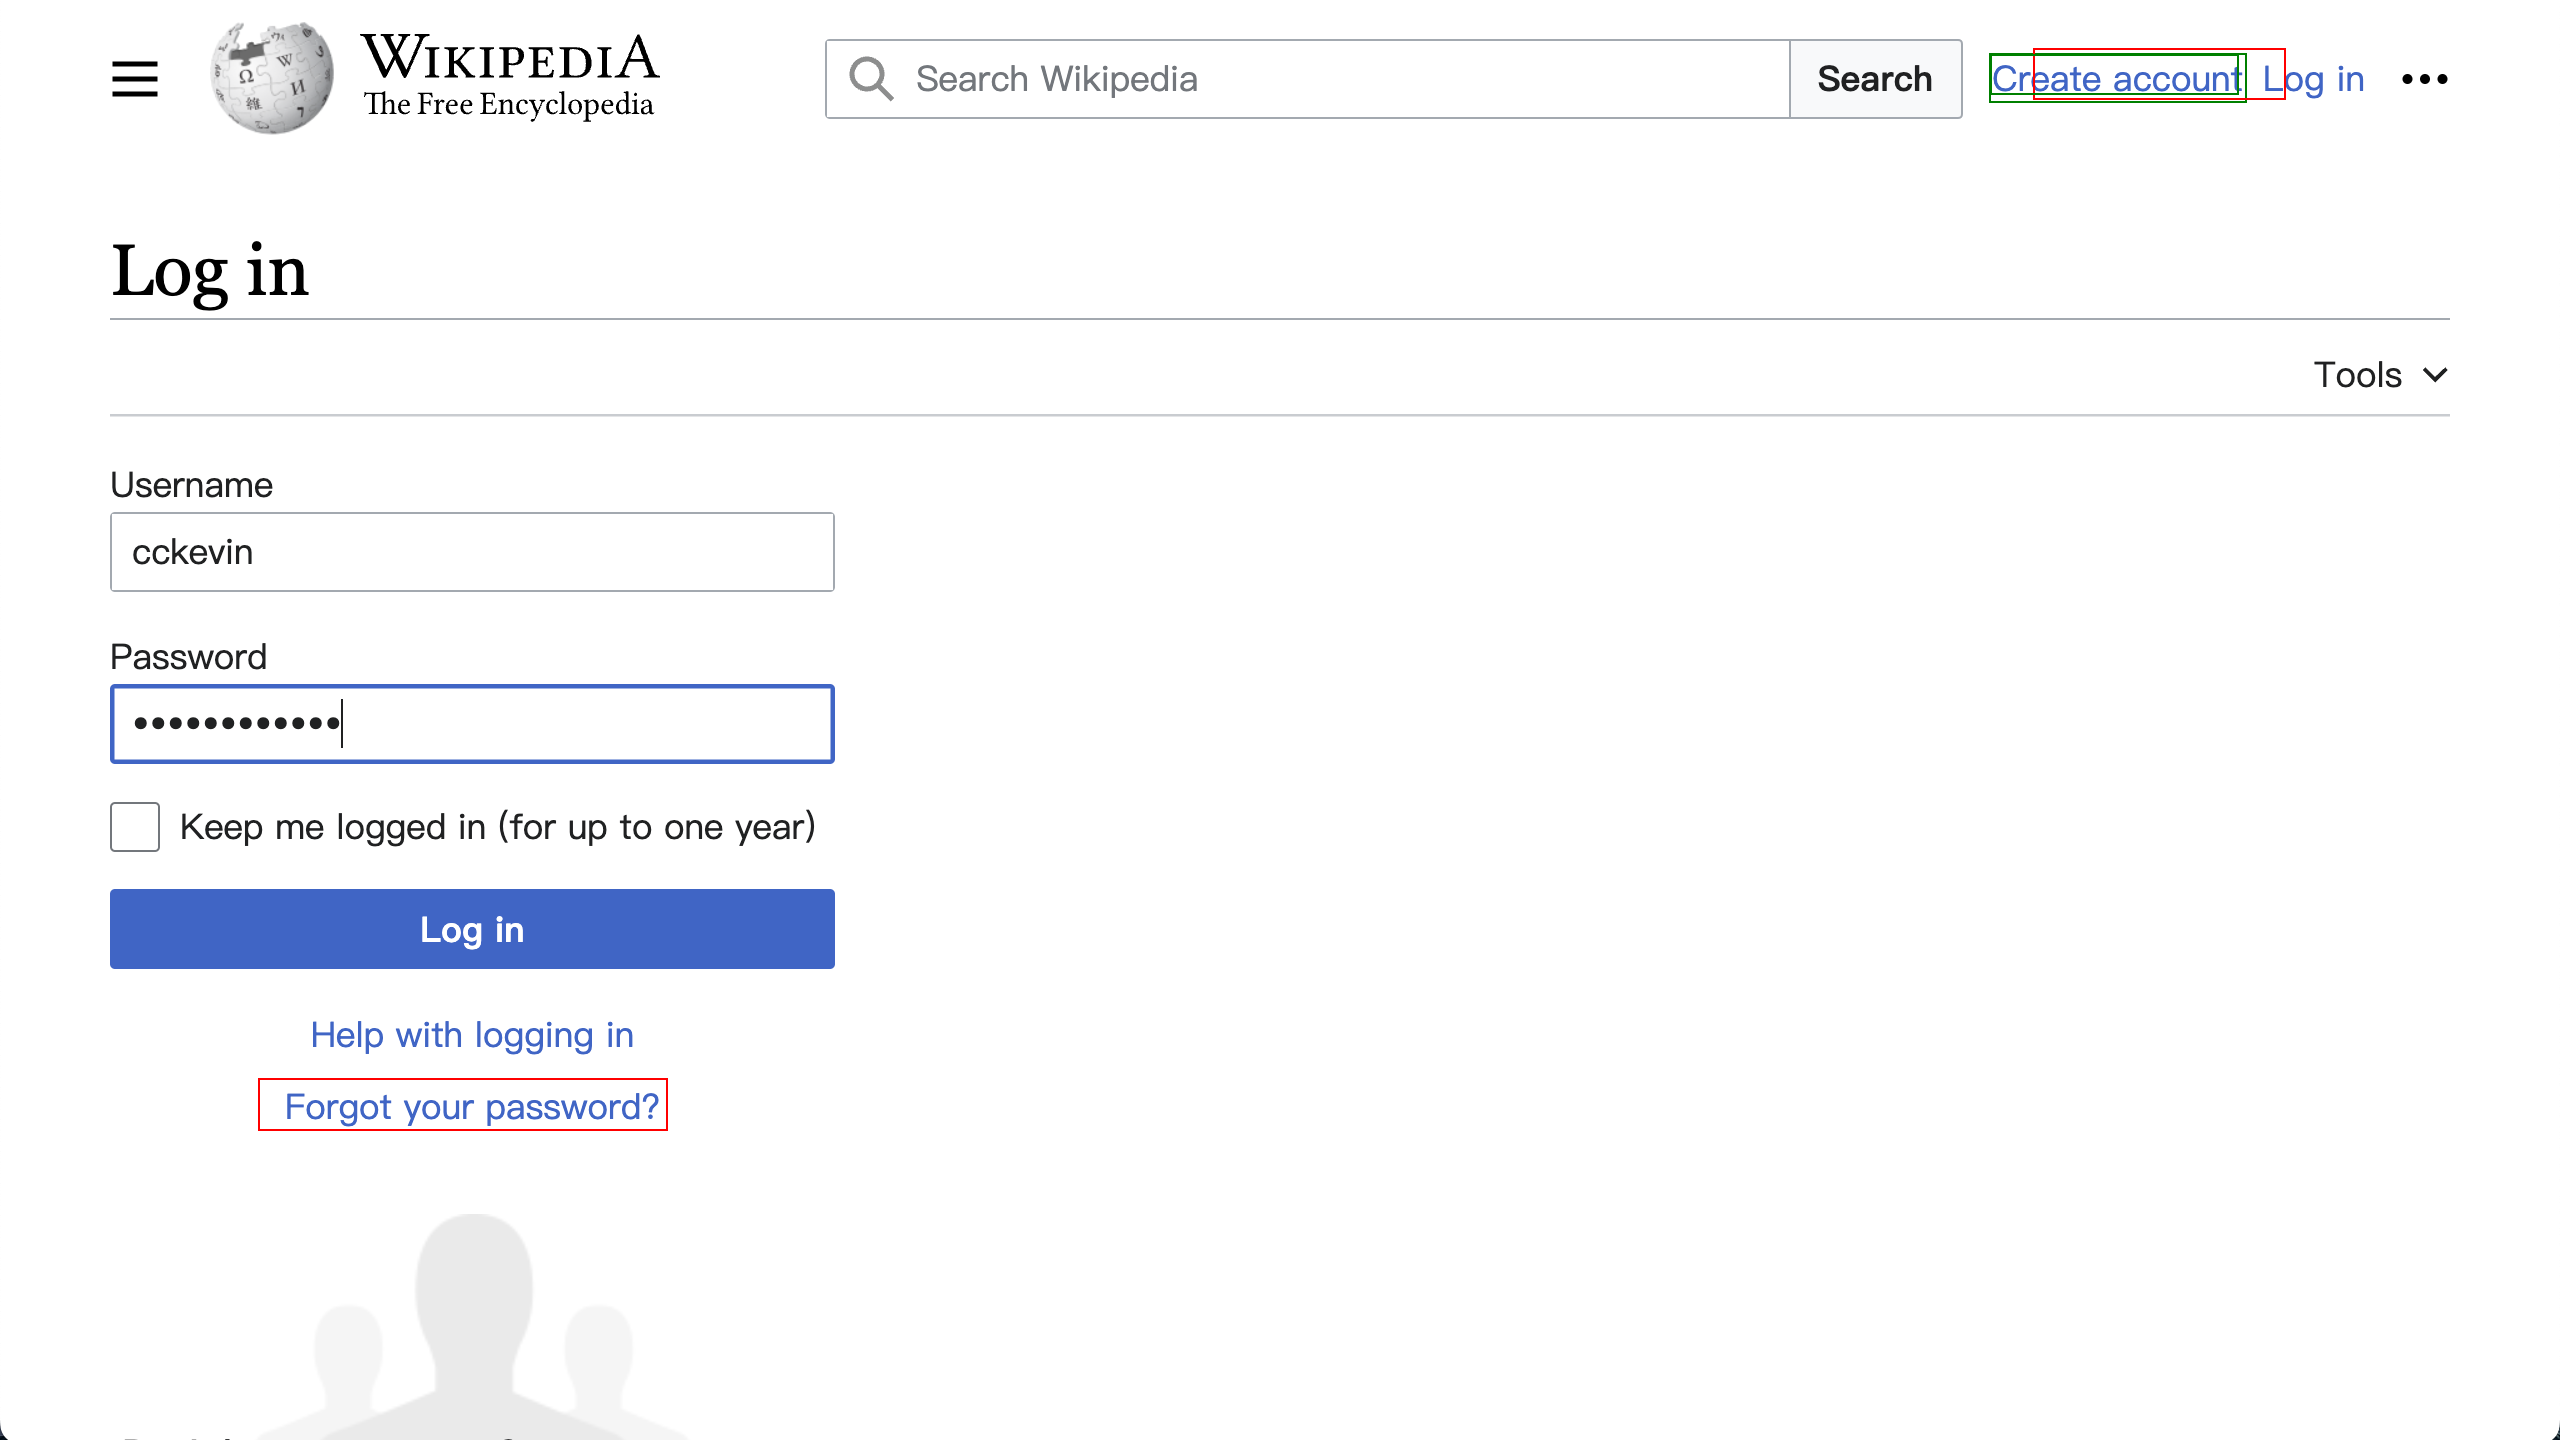 WIKIPEDIA
The Free Encyclopedia
Search Wikipedia
Search
Create account Log in
Log in
Tools
Username
cckevin
Password
••••••••••••
Keep me logged in (for up to one year)
Log in
Help with logging in
Forgot your password?